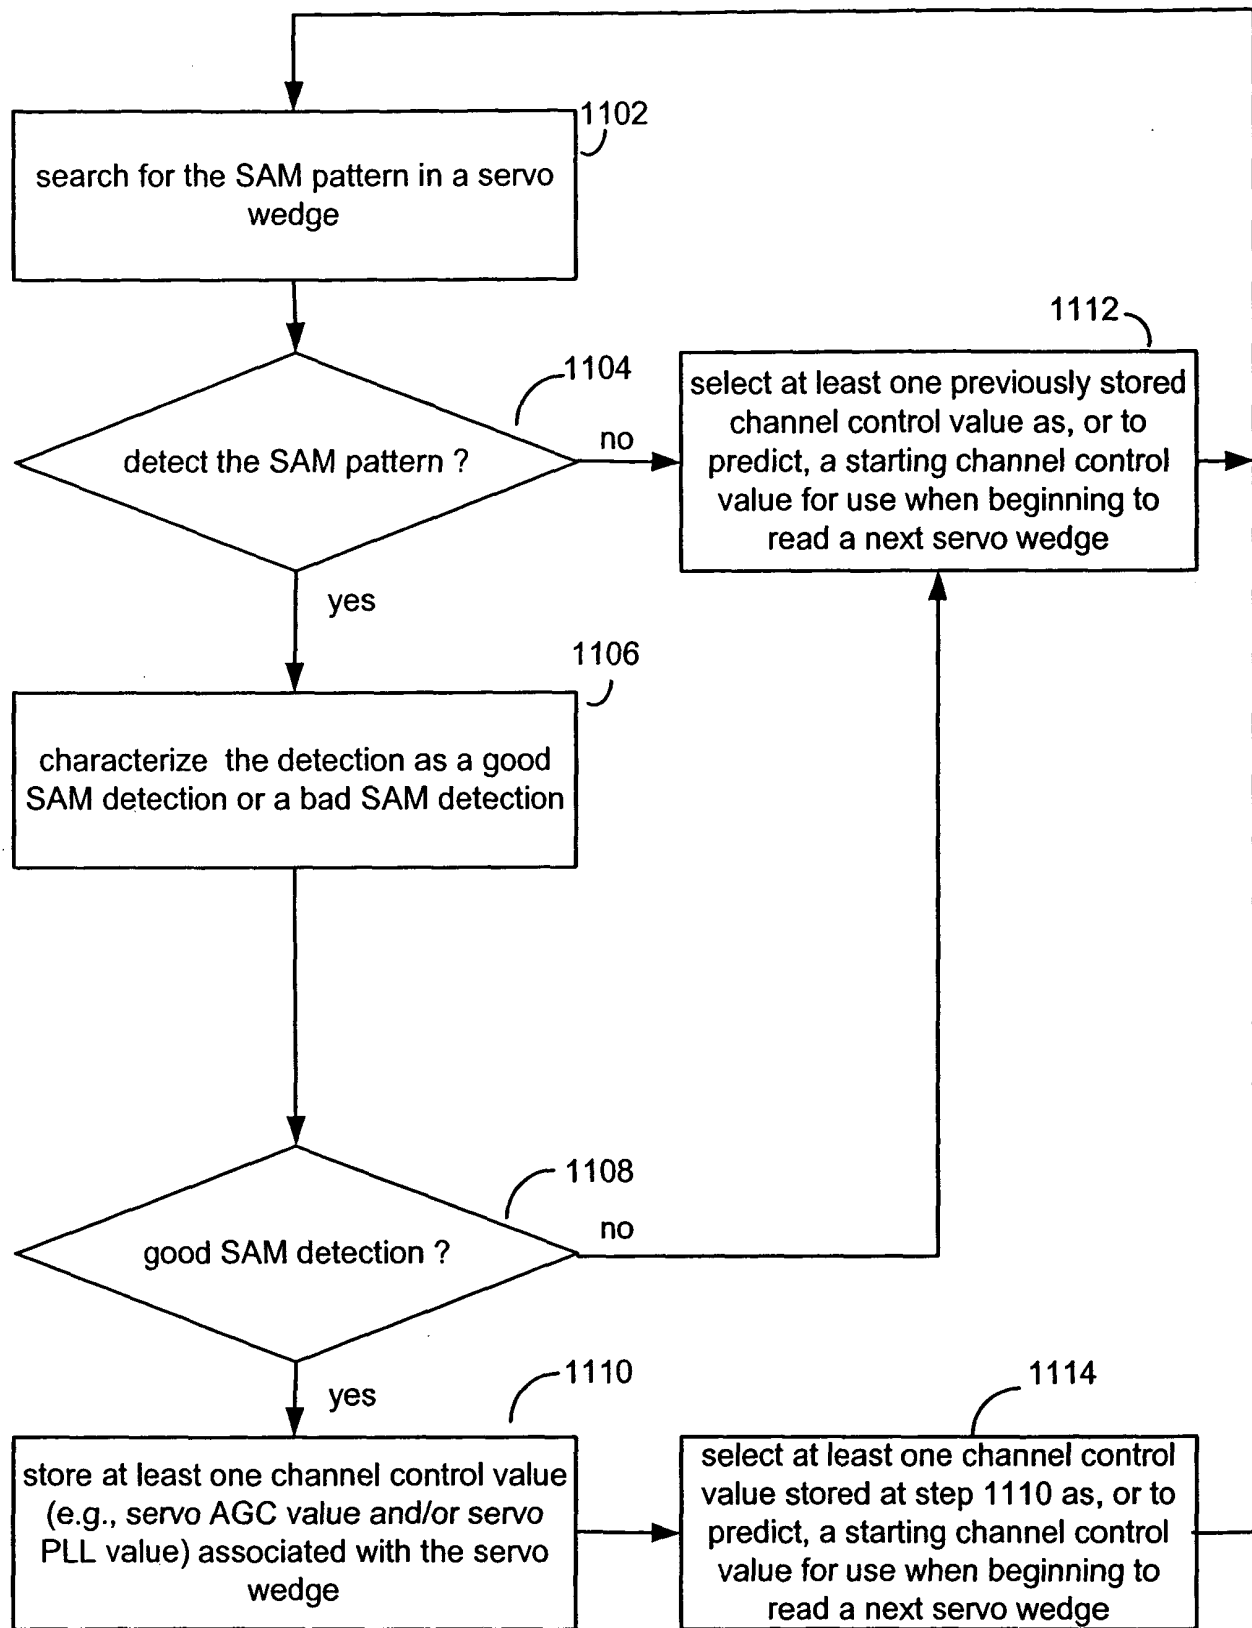 1102
search for the SAM pattern in a servo
wedge
1104
detect the SAM pattern ?
no
yes
1112
select at least one previously stored
channel control value as, or to
predict, a starting channel control
value for use when beginning to
read a next servo wedge
1106
characterize the detection as a good
SAM detection or a bad SAM detection
1108
good SAM detection ?
no
yes
1110
store at least one channel control value
(e.g., servo AGC value and/or servo
PLL value) associated with the servo
wedge
1114
select at least one channel control
value stored at step 1110 as, or to
predict, a starting channel control
value for use when beginning to
read a next servo wedge